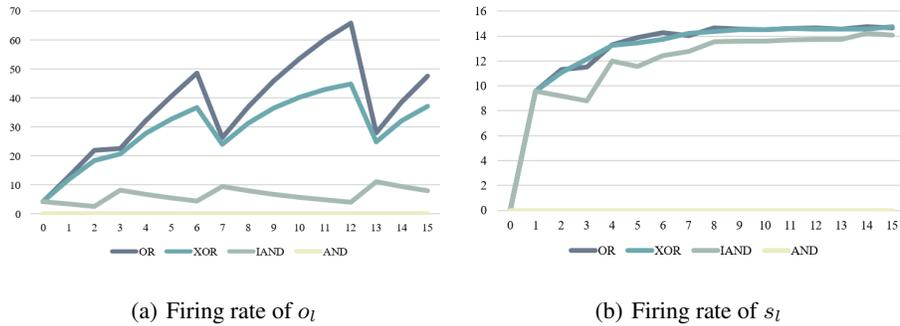 70
60
50
40
30
20
10
0
0 1 2 3 4 5 6 7 8 9 10 11 12 13 14 15
OR XOR IAND AND
(a) Firing rate of o_l
16
14
12
10
8
6
4
2
0
0 1 2 3 4 5 6 7 8 9 10 11 12 13 14 15
OR XOR IAND AND
(b) Firing rate of s_l